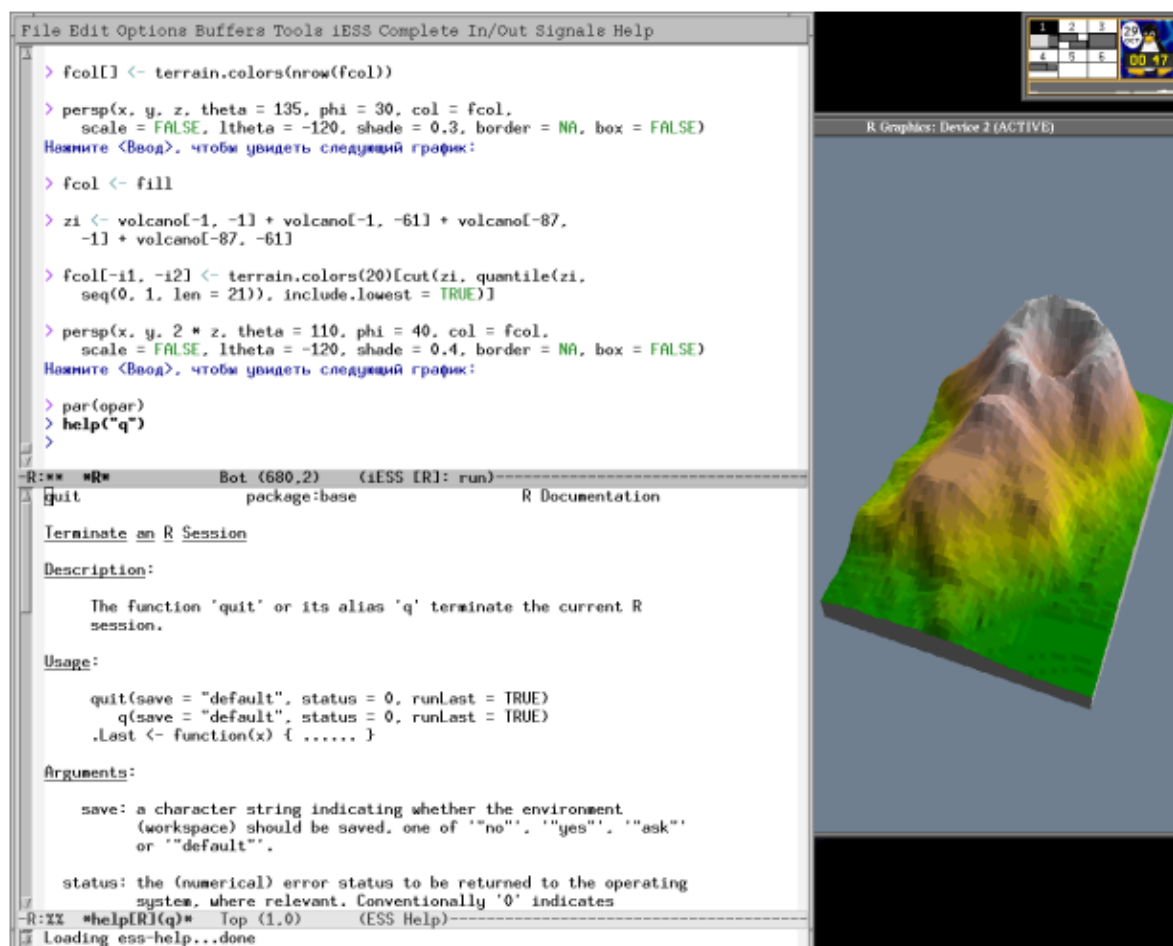 File Edit Options Buffers Tools iESS Complete In/Out Signals Help
> fcol[] <- terrain.colors(nrow(fcol))
> persp(x, y, z, theta = 135, phi = 30, col = fcol,
scale = FALSE, ltheta = -120, shade = 0.3, border = NA, box = FALSE)
Нажмите <Ввод>, чтобы увидеть следующий график:
> fcol <- fill
> zi <- volcano[-1, -1] + volcano[-1, -61] + volcano[-87,
-1] + volcano[-87, -61]
> fcol[-i1, -i2] <- terrain.colors(20)[cut(zi, quantile(zi,
seq(0, 1, len = 21)), include.lowest = TRUE)]
> persp(x, y, 2 * z, theta = 110, phi = 40, col = fcol,
scale = FALSE, ltheta = -120, shade = 0.4, border = NA, box = FALSE)
Нажмите <Ввод>, чтобы увидеть следующий график:
> par(opar)
> help("q")
>
-R:** *R* Bot (680,2) (iESS [R]: run)
quit package:base R Documentation
Terminate an R Session
Description:
The function 'quit' or its alias 'q' terminate the current R
session.
Usage:
quit(save = "default", status = 0, runLast = TRUE)
q(save = "default", status = 0, runLast = TRUE)
.Last <- function(x) { ...... }
Arguments:
save: a character string indicating whether the environment
(workspace) should be saved, one of '"no"', '"yes"', '"ask"'
or '"default"'.
status: the (numerical) error status to be returned to the operating
system, where relevant. Conventionally '0' indicates
-R:%% *help[R](q)* Top (1,0) (ESS Help)
Loading ess-help...done
1 2 3
4 5 6
29
00 47
R Graphics: Device 2 (ACTIVE)